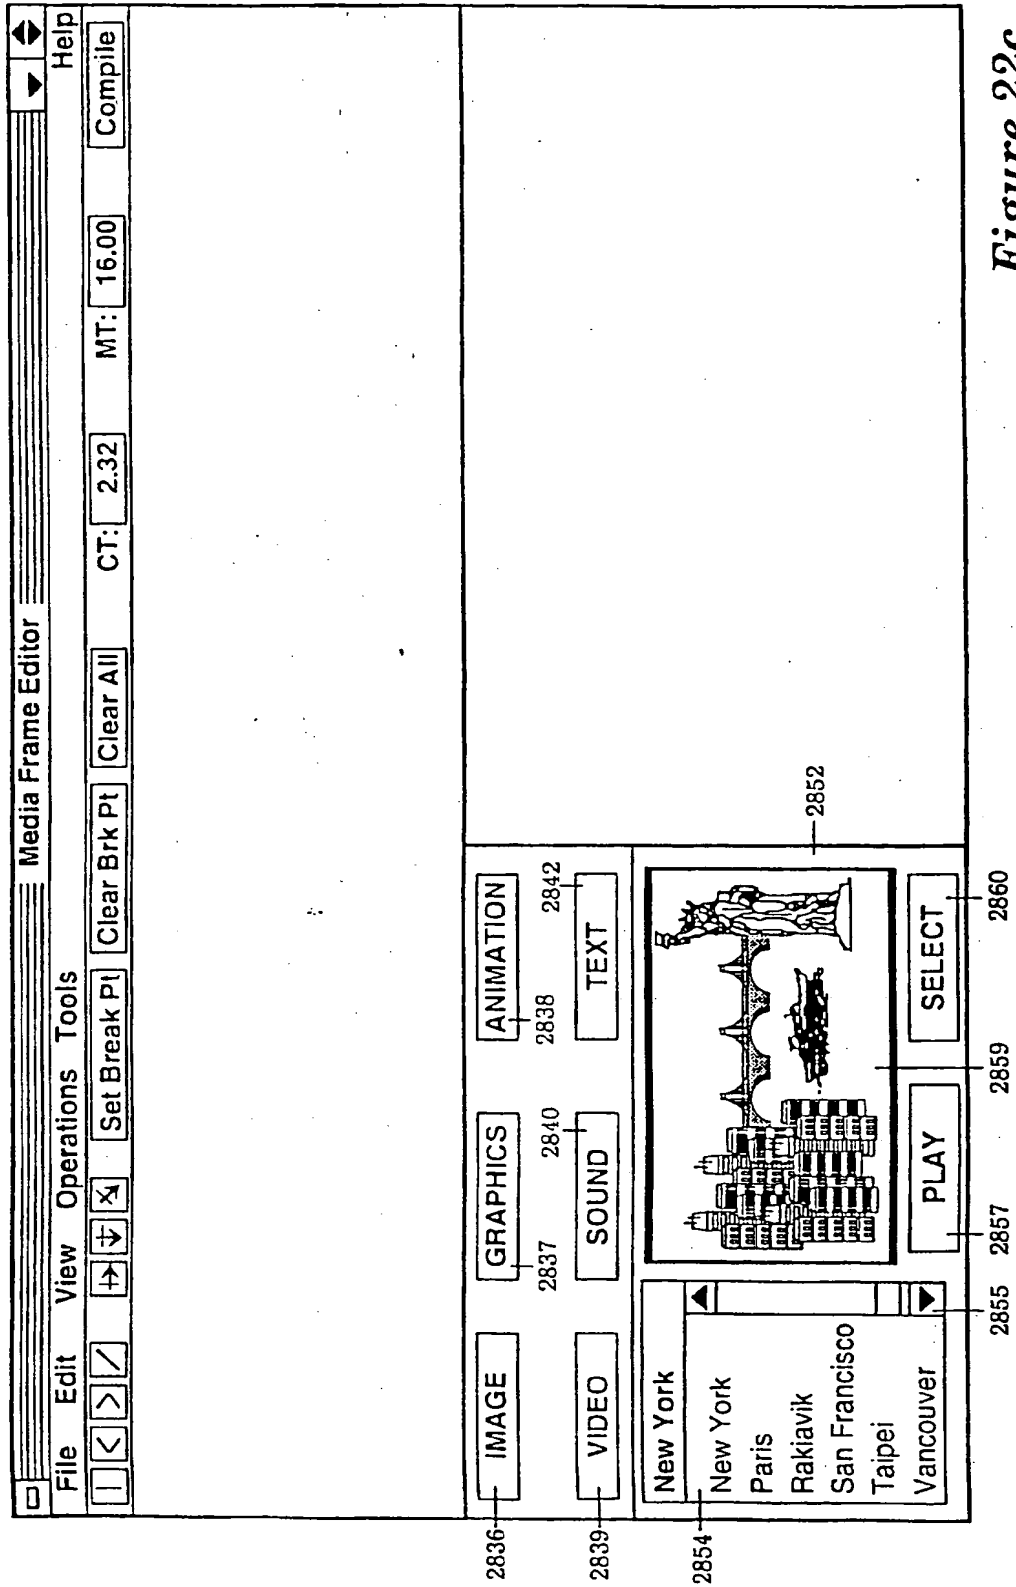 Media Frame Editor
File Edit View Operations Tools Help
| < > / Set Break Pt Clear Brk Pt Clear All CT: 2.32 MT: 16.00 Compile
2836 IMAGE GRAPHICS ANIMATION
2837 2838
2840 2842
2839 VIDEO SOUND TEXT
New York
2854
New York
Paris
Rakiavik
San Francisco
Taipei
Vancouver
2852
PLAY SELECT
2855 2857 2859 2860
Figure 22c